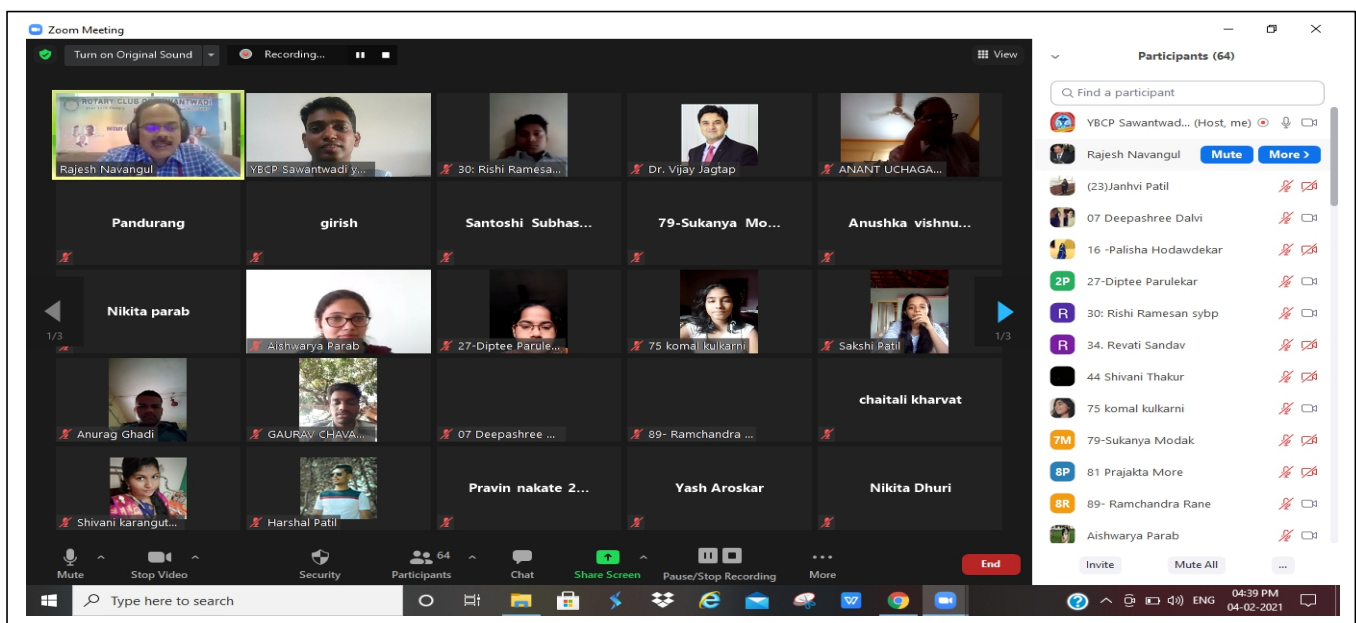 Zoom Meeting
Turn on Original Sound
Recording...
View
ROTARY CLUB OF SAWANTWADI
Rajesh Navangul
YBCP Sawantwadi y...
30: Rishi Ramesa...
Dr. Vijay Jagtap
ANANT UCHAGA...
Pandurang
girish
Santoshi Subhas...
79-Sukanya Mo...
Anushka vishnu...
Nikita parab
Aishwarya Parab
27-Diptee Parule...
75 komal kulkarni
Sakshi Patil
1/3
1/3
Anurag Ghadi
GAURAV CHAVA...
07 Deepashree ...
89- Ramchandra ...
chaitali kharvat
Shivani karangut...
Harshal Patil
Pravin nakate 2...
Yash Aroskar
Nikita Dhuri
Mute
Stop Video
Security
64
Participants
Chat
Share Screen
Pause/Stop Recording
More
End
Participants (64)
Find a participant
YBCP Sawantwad... (Host, me)
Rajesh Navangul Mute More >
(23)Janhvi Patil
07 Deepashree Dalvi
16 -Palisha Hodawdekar
2P 27-Diptee Parulekar
R 30: Rishi Ramesan sybp
R 34. Revati Sandav
44 Shivani Thakur
75 komal kulkarni
7M 79-Sukanya Modak
8P 81 Prajakta More
8R 89- Ramchandra Rane
Aishwarya Parab
Invite Mute All ...
Type here to search
ENG
04:39 PM
04-02-2021